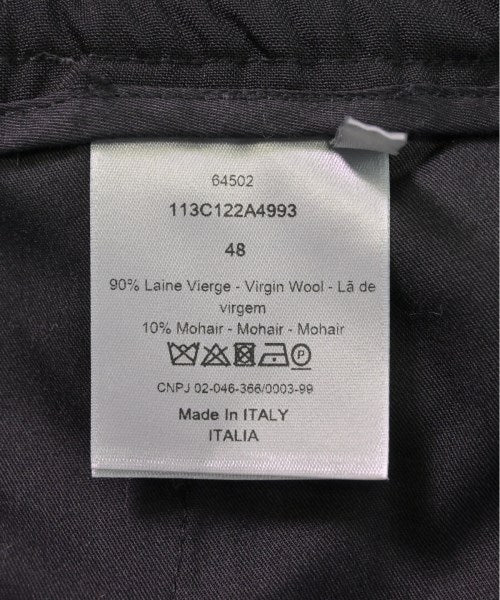 64502
113C122A4993
48
90% Laine Vierge - Virgin Wool - Lã de
virgem
10% Mohair - Mohair - Mohair
P
CNPJ 02-046-366/0003-99
Made In ITALY
ITALIA